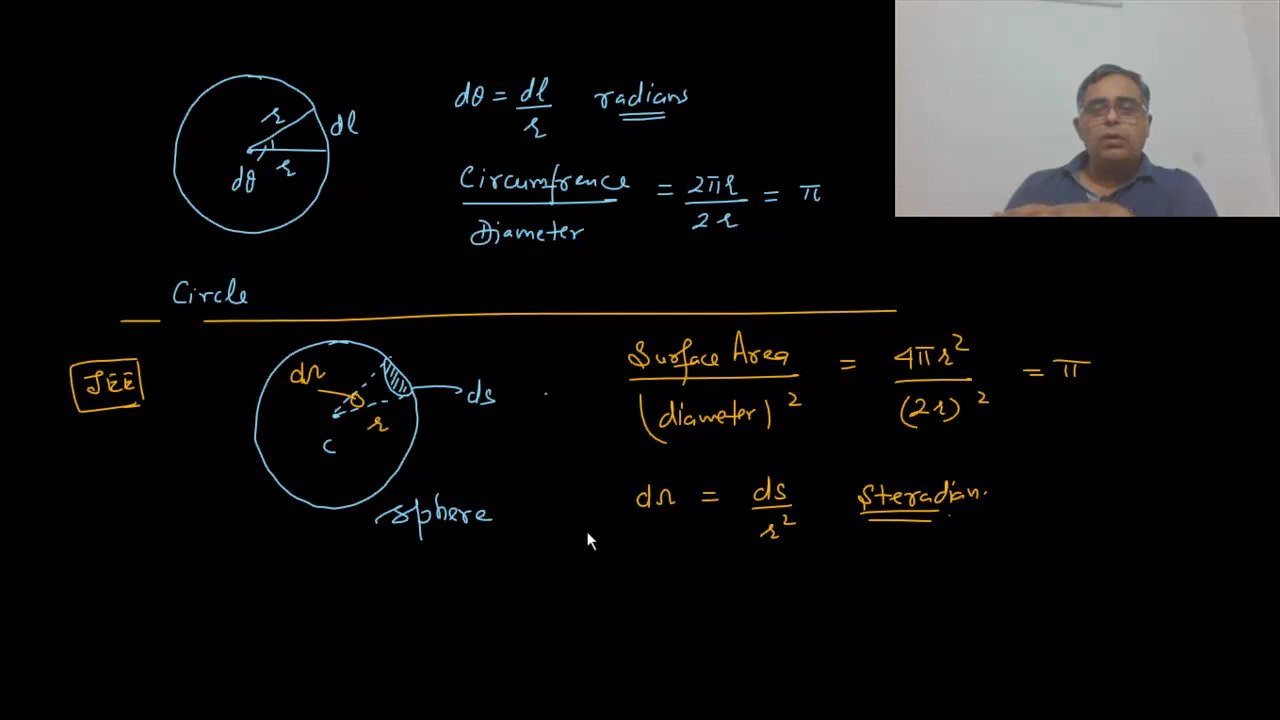 r
dl
r
dθ
dθ = dl/r radians
Circumfrence/Diameter = 2πr/2r = π
Circle
JEE
dΩ
ds
r
C
sphere
Surface Area/(diameter)² = 4πr²/(2r)² = π
dΩ = ds/r² Steradian.